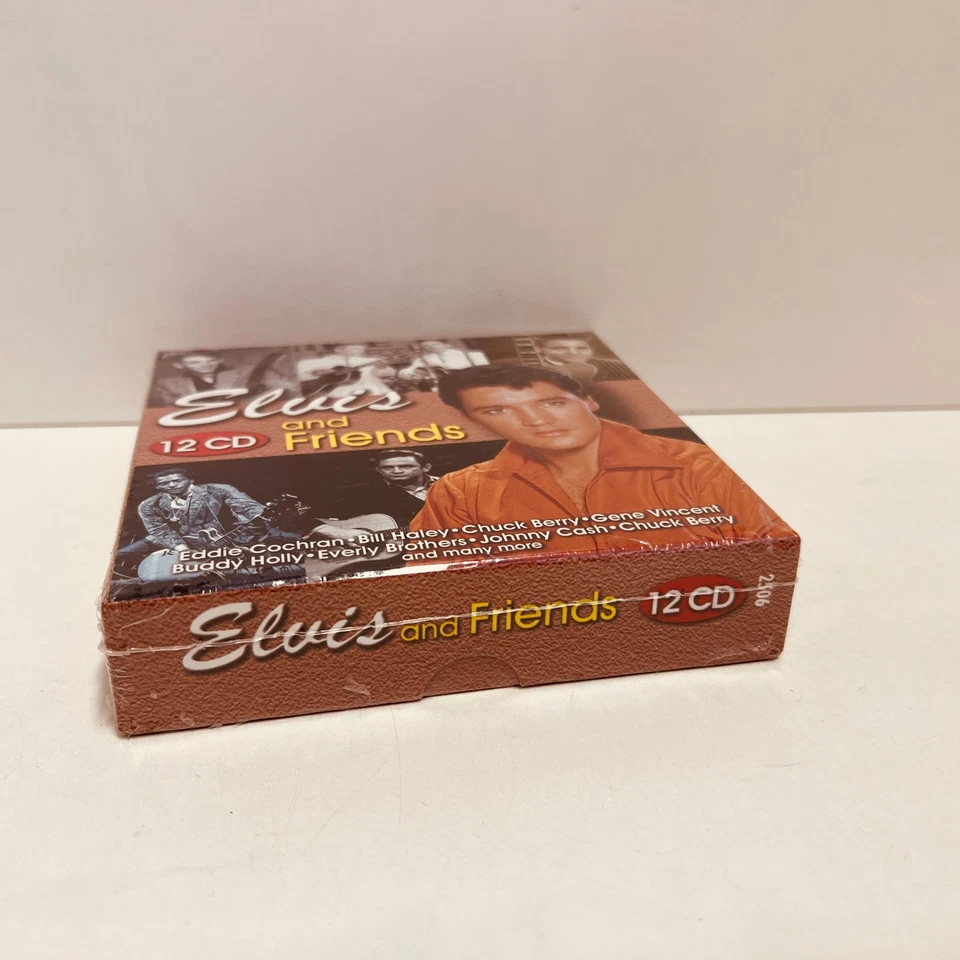 Elvis
and
12 CD Friends
Eddie Cochran • Bill Haley • Chuck Berry • Gene Vincent
Buddy Holly • Everly Brothers • Johnny Cash • Chuck Berry
and many more
Elvis and Friends 12 CD
2506